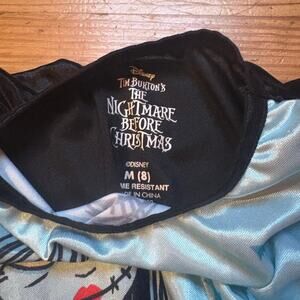 Disney
TIM BURTON'S
THE
NIGHTMARE
BEFORE
CHRISTMAS
©DISNEY
M (8)
ME RESISTANT
IN CHINA